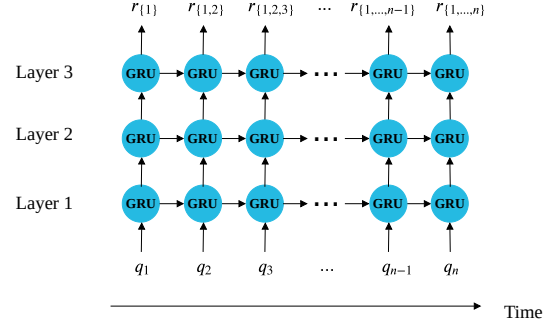 r{1} r{1,2} r{1,2,3} ... r{1,...,n−1} r{1,...,n}
Layer 3 GRU GRU GRU ... GRU GRU
Layer 2 GRU GRU GRU ... GRU GRU
Layer 1 GRU GRU GRU ... GRU GRU
q1 q2 q3 ... qn−1 qn
Time